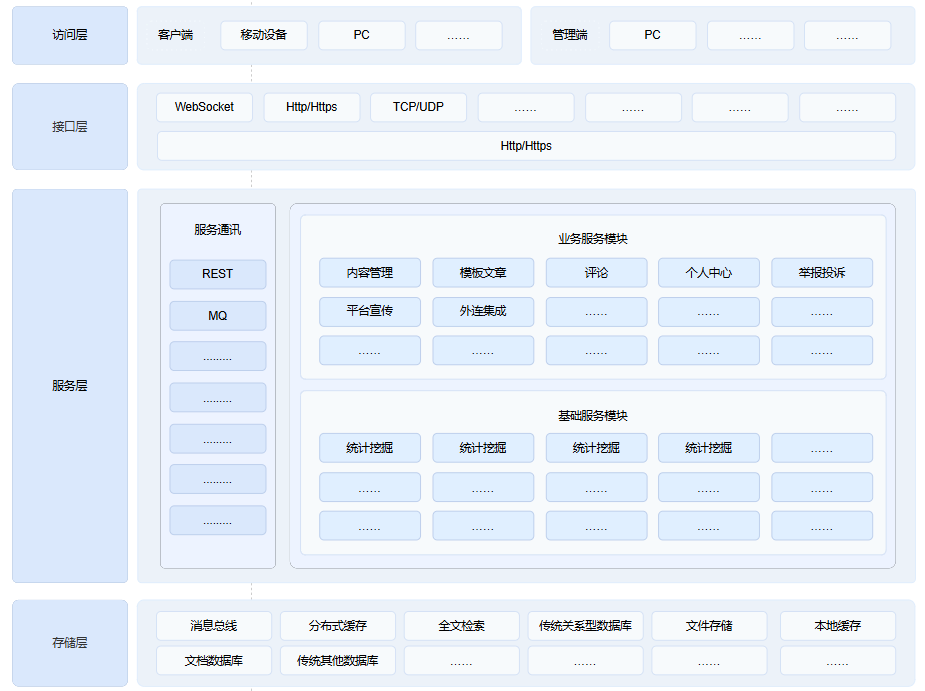 访问层
客户端 移动设备 PC ……
管理端 PC …… ……
接口层
WebSocket Http/Https TCP/UDP …… …… …… ……
Http/Https
服务层
服务通讯
REST
MQ
.........
.........
.........
.........
.........
业务服务模块
内容管理 模板文章 评论 个人中心 举报投诉
平台宣传 外连集成 …… …… ……
…… …… …… …… ……
基础服务模块
统计挖掘 统计挖掘 统计挖掘 统计挖掘 ……
…… …… …… …… ……
…… …… …… …… ……
存储层
消息总线 分布式缓存 全文检索 传统关系型数据库 文件存储 本地缓存
文档数据库 传统其他数据库 …… …… …… ……